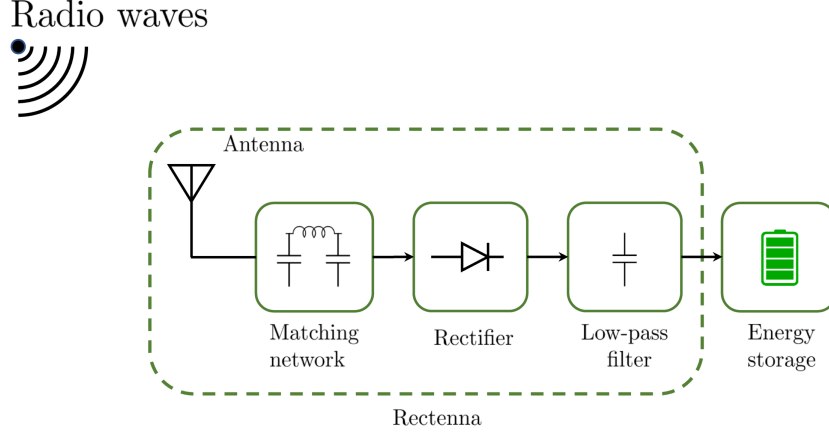 Radio waves
Antenna
Matching
network
Rectifier
Low-pass
filter
Energy
storage
Rectenna